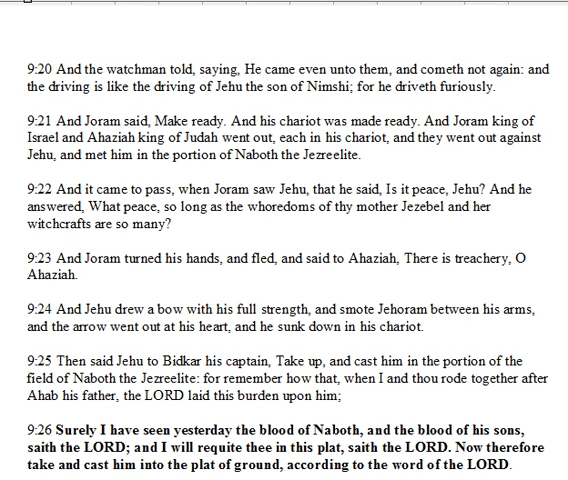 9:20 And the watchman told, saying, He came even unto them, and cometh not again: and
the driving is like the driving of Jehu the son of Nimshi; for he driveth furiously.
9:21 And Joram said, Make ready. And his chariot was made ready. And Joram king of
Israel and Ahaziah king of Judah went out, each in his chariot, and they went out against
Jehu, and met him in the portion of Naboth the Jezreelite.
9:22 And it came to pass, when Joram saw Jehu, that he said, Is it peace, Jehu? And he
answered, What peace, so long as the whoredoms of thy mother Jezebel and her
witchcrafts are so many?
9:23 And Joram turned his hands, and fled, and said to Ahaziah, There is treachery, O
Ahaziah.
9:24 And Jehu drew a bow with his full strength, and smote Jehoram between his arms,
and the arrow went out at his heart, and he sunk down in his chariot.
9:25 Then said Jehu to Bidkar his captain, Take up, and cast him in the portion of the
field of Naboth the Jezreelite: for remember how that, when I and thou rode together after
Ahab his father, the LORD laid this burden upon him;
9:26 Surely I have seen yesterday the blood of Naboth, and the blood of his sons,
saith the LORD; and I will requite thee in this plat, saith the LORD. Now therefore
take and cast him into the plat of ground, according to the word of the LORD.